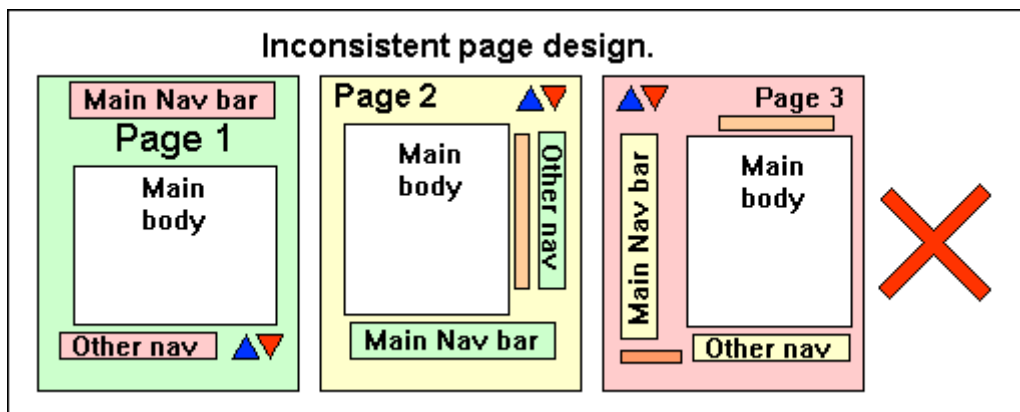 Inconsistent page design.
Main Nav bar
Page 1
Main
body
Other nav
Page 2
Main
body
Other nav
Main Nav bar
Page 3
Main Nav bar
Main
body
Other nav